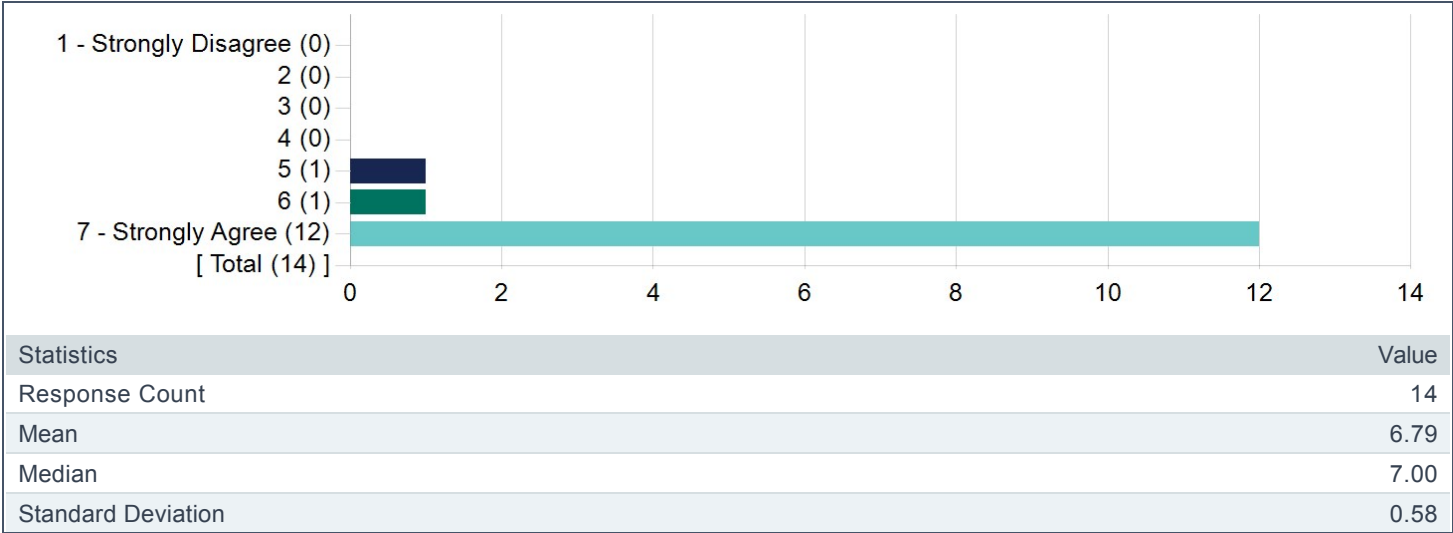 1 - Strongly Disagree (0)
2 (0)
3 (0)
4 (0)
5 (1)
6 (1)
7 - Strongly Agree (12)
[ Total (14) ]
0 2 4 6 8 10 12 14
Statistics Value
Response Count 14
Mean 6.79
Median 7.00
Standard Deviation 0.58